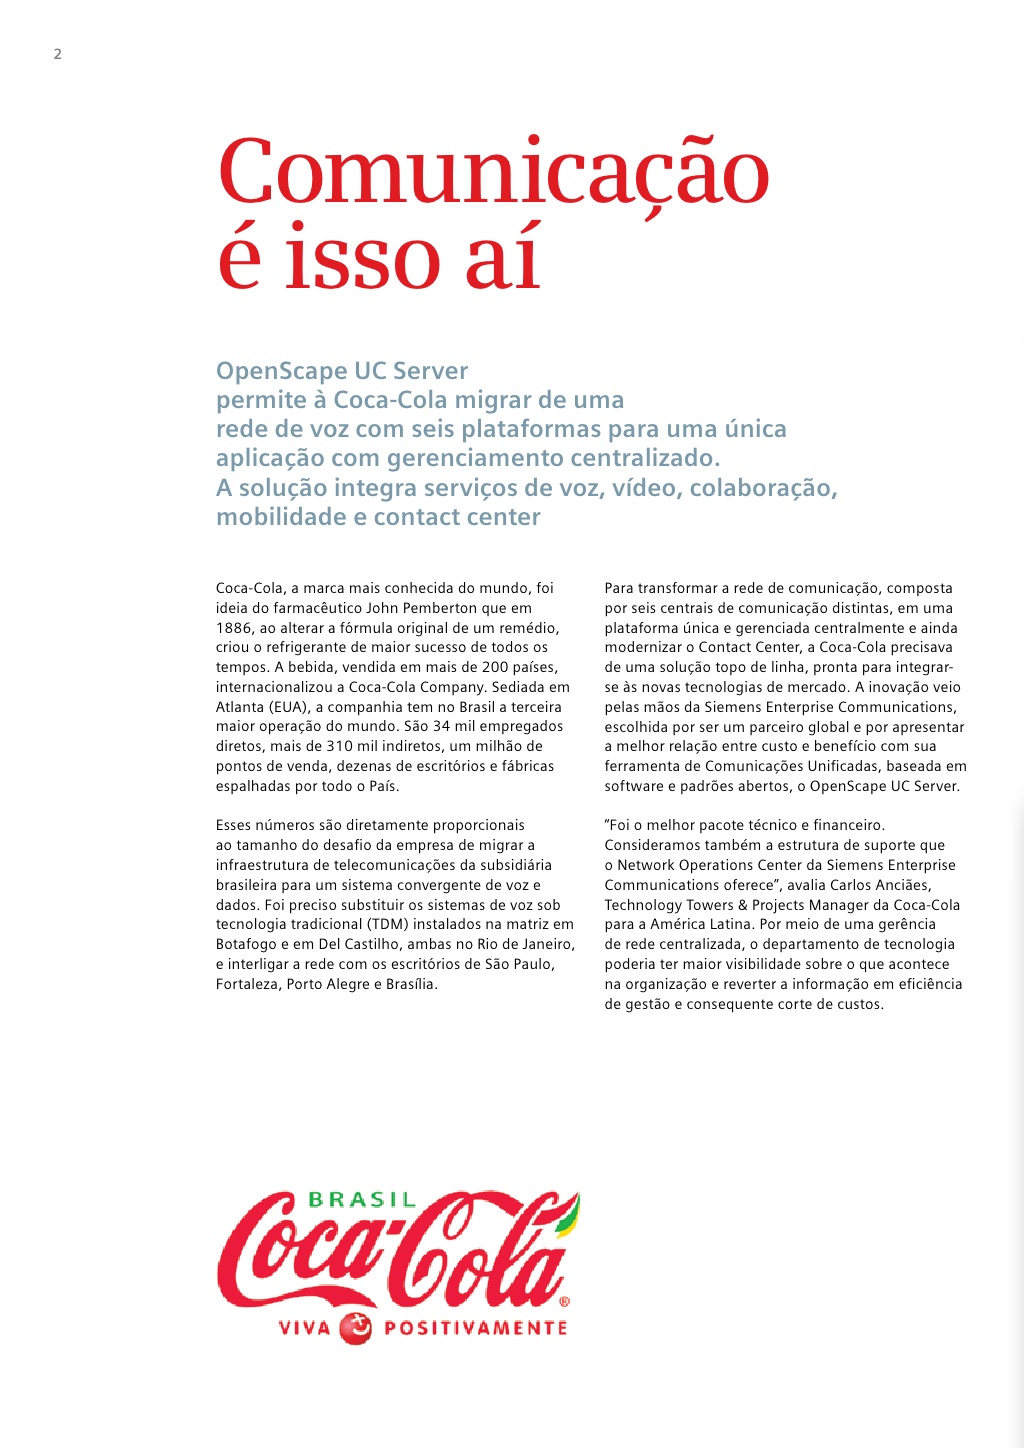 2
Comunicação
é isso aí
OpenScape UC Server
permite à Coca-Cola migrar de uma
rede de voz com seis plataformas para uma única
aplicação com gerenciamento centralizado.
A solução integra serviços de voz, vídeo, colaboração,
mobilidade e contact center
Coca-Cola, a marca mais conhecida do mundo, foi
ideia do farmacêutico John Pemberton que em
1886, ao alterar a fórmula original de um remédio,
criou o refrigerante de maior sucesso de todos os
tempos. A bebida, vendida em mais de 200 países,
internacionalizou a Coca-Cola Company. Sediada em
Atlanta (EUA), a companhia tem no Brasil a terceira
maior operação do mundo. São 34 mil empregados
diretos, mais de 310 mil indiretos, um milhão de
pontos de venda, dezenas de escritórios e fábricas
espalhadas por todo o País.
Esses números são diretamente proporcionais
ao tamanho do desafio da empresa de migrar a
infraestrutura de telecomunicações da subsidiária
brasileira para um sistema convergente de voz e
dados. Foi preciso substituir os sistemas de voz sob
tecnologia tradicional (TDM) instalados na matriz em
Botafogo e em Del Castilho, ambas no Rio de Janeiro,
e interligar a rede com os escritórios de São Paulo,
Fortaleza, Porto Alegre e Brasília.
Para transformar a rede de comunicação, composta
por seis centrais de comunicação distintas, em uma
plataforma única e gerenciada centralmente e ainda
modernizar o Contact Center, a Coca-Cola precisava
de uma solução topo de linha, pronta para integrar-
se às novas tecnologias de mercado. A inovação veio
pelas mãos da Siemens Enterprise Communications,
escolhida por ser um parceiro global e por apresentar
a melhor relação entre custo e benefício com sua
ferramenta de Comunicações Unificadas, baseada em
software e padrões abertos, o OpenScape UC Server.
“Foi o melhor pacote técnico e financeiro.
Consideramos também a estrutura de suporte que
o Network Operations Center da Siemens Enterprise
Communications oferece”, avalia Carlos Anciães,
Technology Towers & Projects Manager da Coca-Cola
para a América Latina. Por meio de uma gerência
de rede centralizada, o departamento de tecnologia
poderia ter maior visibilidade sobre o que acontece
na organização e reverter a informação em eficiência
de gestão e consequente corte de custos.
BRASIL
Coca-Cola®
VIVA POSITIVAMENTE